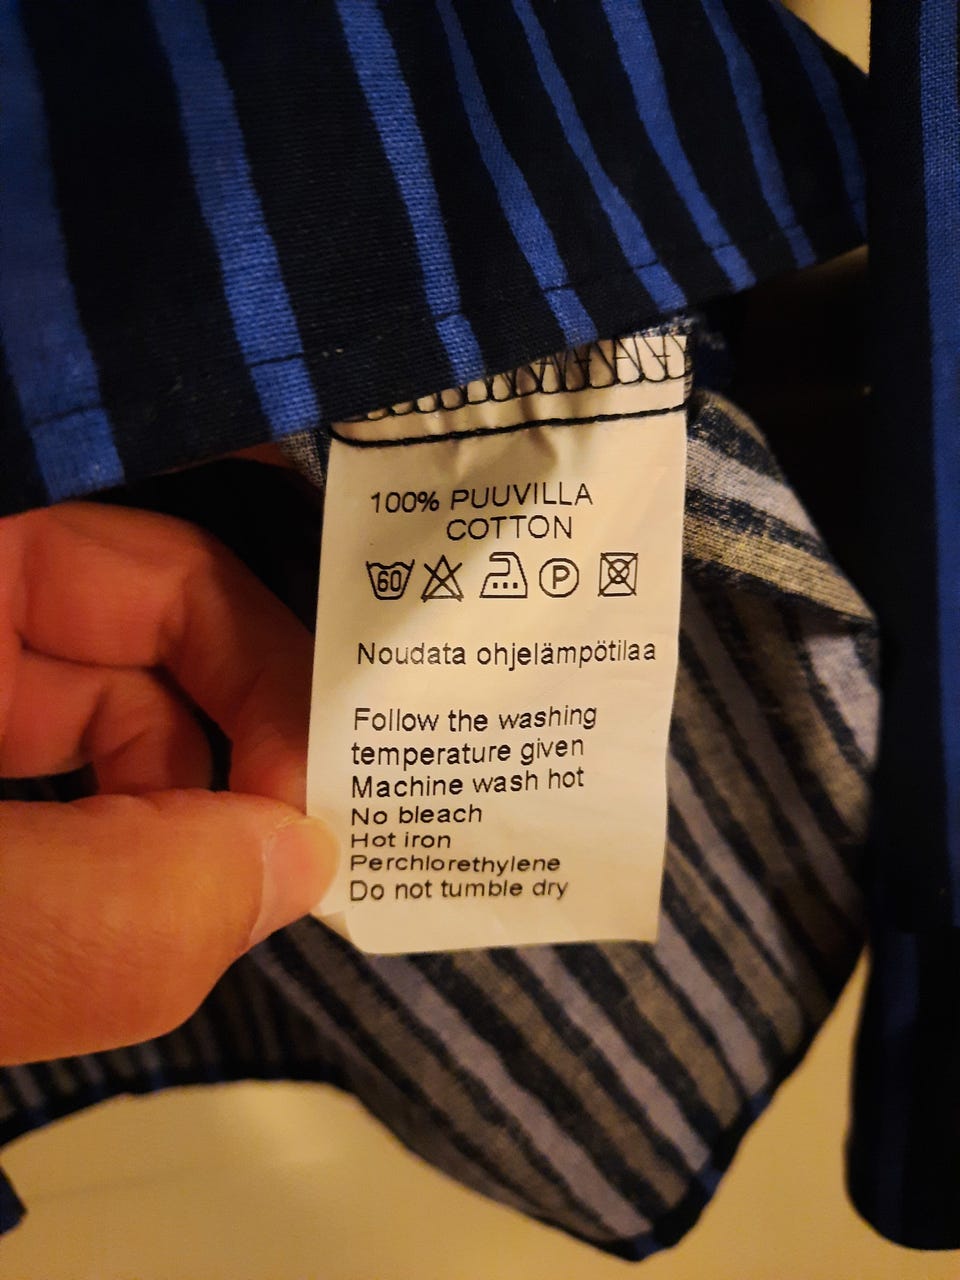 100% PUUVILLA
COTTON
60 P
Noudata ohjelämpötilaa
Follow the washing
temperature given
Machine wash hot
No bleach
Hot iron
Perchlorethylene
Do not tumble dry